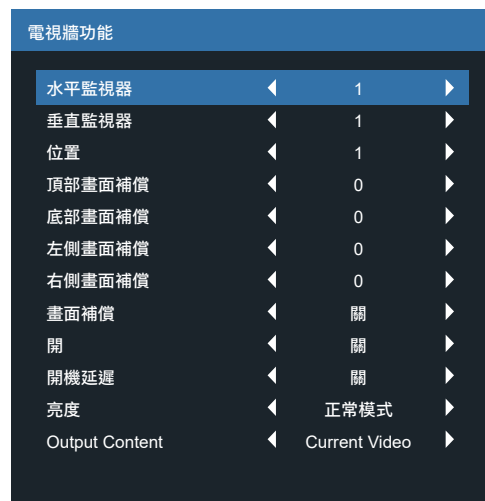 電視牆功能
水平監視器 1
垂直監視器 1
位置 1
頂部畫面補償 0
底部畫面補償 0
左側畫面補償 0
右側畫面補償 0
畫面補償 關
開 關
開機延遲 關
亮度 正常模式
Output Content Current Video